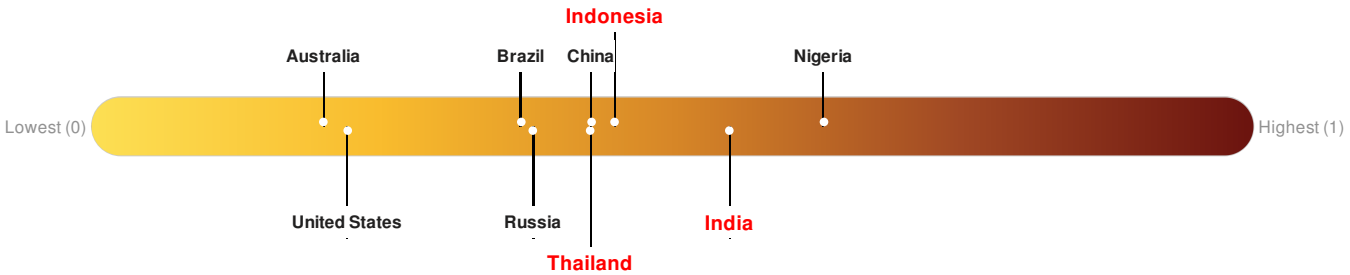 Indonesia
Australia
Brazil
China
Nigeria
Lowest (0)
Highest (1)
United States
Russia
India
Thailand